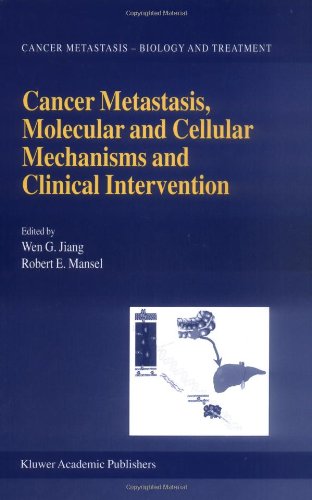 CANCER METASTASIS – BIOLOGY AND TREATMENT
Cancer Metastasis,
Molecular and Cellular
Mechanisms and
Clinical Intervention
Edited by
Wen G. Jiang
Robert E. Mansel
Kluwer Academic Publishers